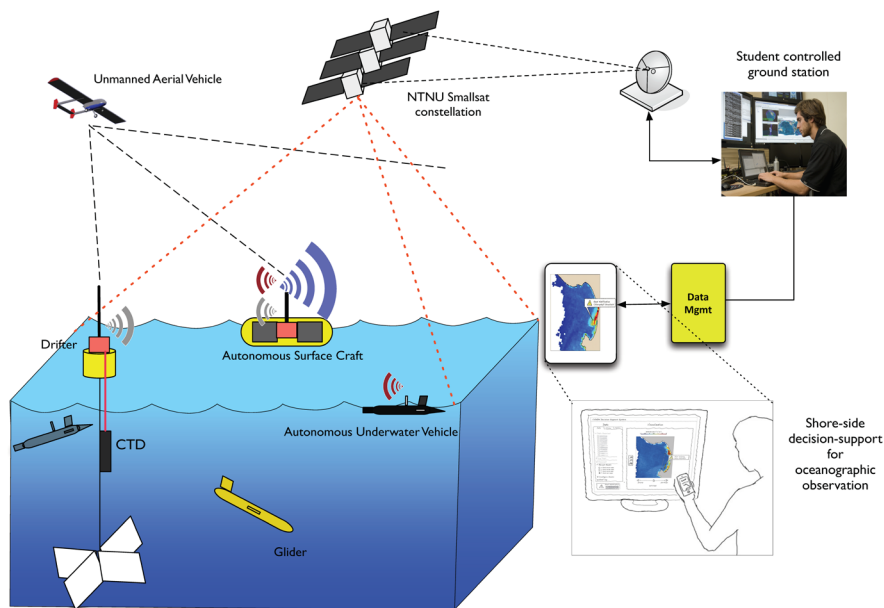 Unmanned Aerial Vehicle
NTNU Smallsat
constellation
Student controlled
ground station
Data
Mgmt
Drifter
Autonomous Surface Craft
CTD
Autonomous Underwater Vehicle
Glider
Shore-side
decision-support
for
oceanographic
observation